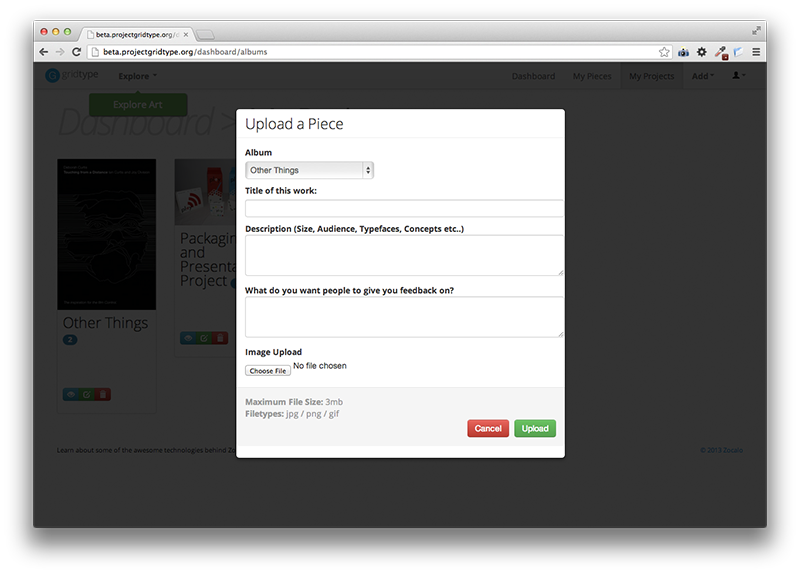 beta.projectgridtype.org/d
beta.projectgridtype.org/dashboard/albums
gridtype
Explore
Dashboard
My Pieces
My Projects
Add
Explore Art
Dashboard >
Upload a Piece
Album
Other Things
Title of this work:
Description (Size, Audience, Typefaces, Concepts etc..)
What do you want people to give you feedback on?
Image Upload
Choose File
No file chosen
Maximum File Size: 3mb
Filetypes: jpg / png / gif
Cancel
Upload
Other Things
2
Packaging
and
Presenta
Project
Learn about some of the awesome technologies behind Zo
© 2013